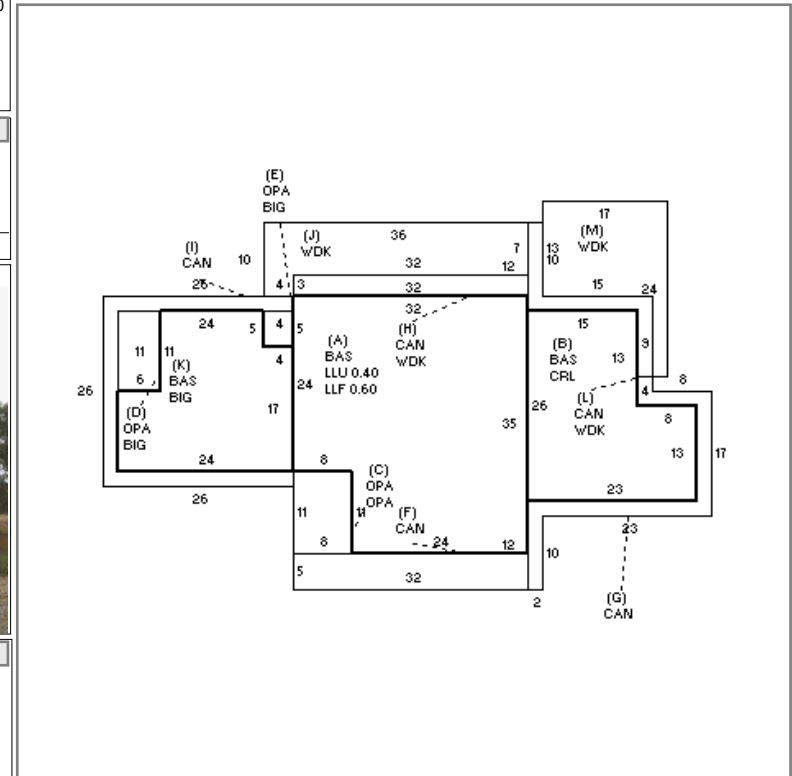 (E)
OPA
BIG
17
36
(J)
WDK
(M)
WDK
(I)
CAN
10
7
13
10
32
12
26
4
3
32
15
24
32
24
5
4
5
(H)
CAN
WDK
15
(A)
BAS
LLU 0.40
LLF 0.60
(B)
BAS
CRL
9
13
11
11
(K)
BAS
BIG
4
24
6
8
26
4
(L)
CAN
WDK
8
(D)
OPA
BIG
17
26
35
13
17
24
8
(C)
OPA
OPA
23
26
11
11
(F)
CAN
23
8
24
12
10
5
32
2
(G)
CAN